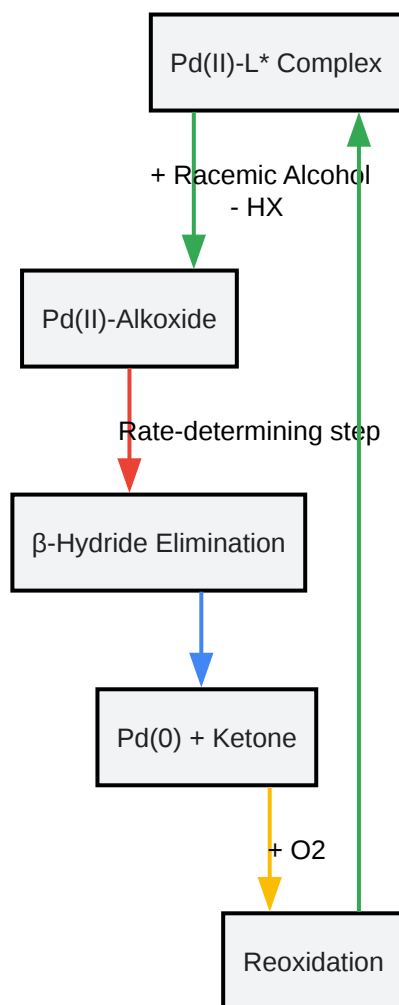 Pd(II)-L* Complex
+ Racemic Alcohol
- HX
Pd(II)-Alkoxide
Rate-determining step
β-Hydride Elimination
Pd(0) + Ketone
+ O2
Reoxidation